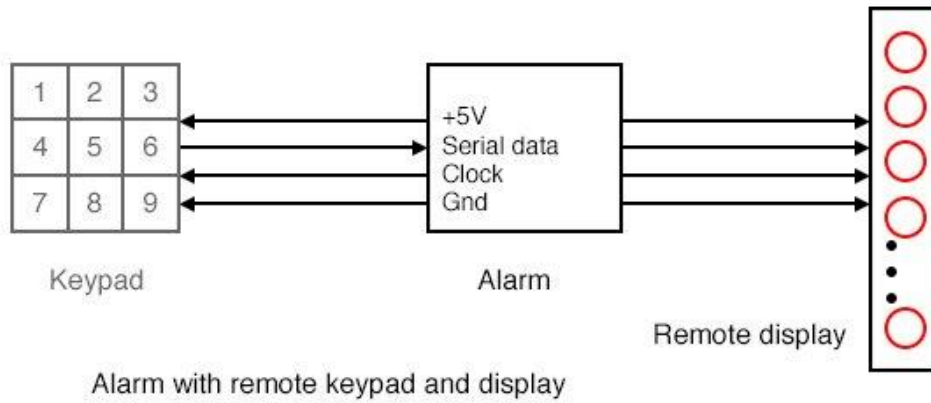 1 2 3
4 5 6
7 8 9
+5V
Serial data
Clock
Gnd
Keypad
Alarm
Remote display
Alarm with remote keypad and display